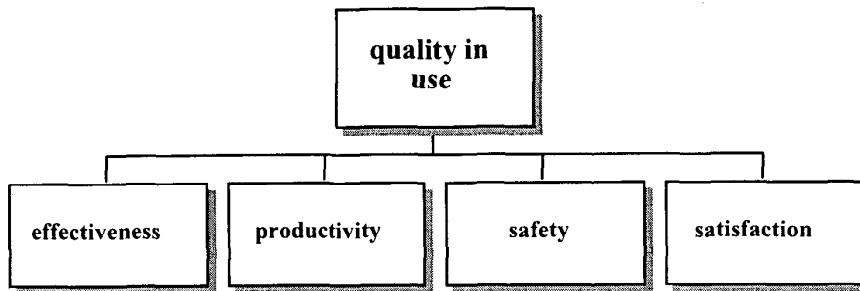 quality in
use
effectiveness
productivity
safety
satisfaction